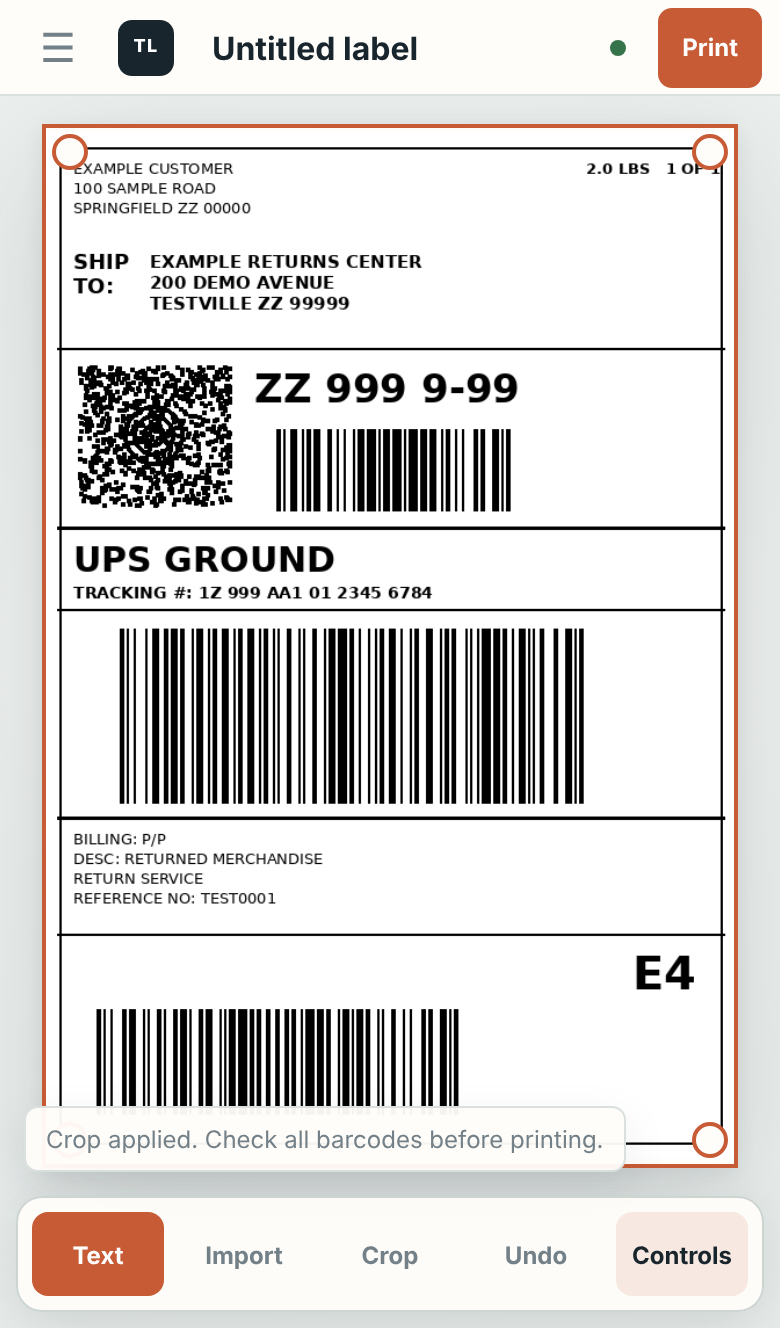 TL
Untitled label
Print
EXAMPLE CUSTOMER
100 SAMPLE ROAD
SPRINGFIELD ZZ 00000
2.0 LBS 1 OF 1
SHIP TO:
EXAMPLE RETURNS CENTER
200 DEMO AVENUE
TESTVILLE ZZ 99999
ZZ 999 9-99
UPS GROUND
TRACKING #: 1Z 999 AA1 01 2345 6784
BILLING: P/P
DESC: RETURNED MERCHANDISE
RETURN SERVICE
REFERENCE NO: TEST0001
E4
Crop applied. Check all barcodes before printing.
Text
Import
Crop
Undo
Controls